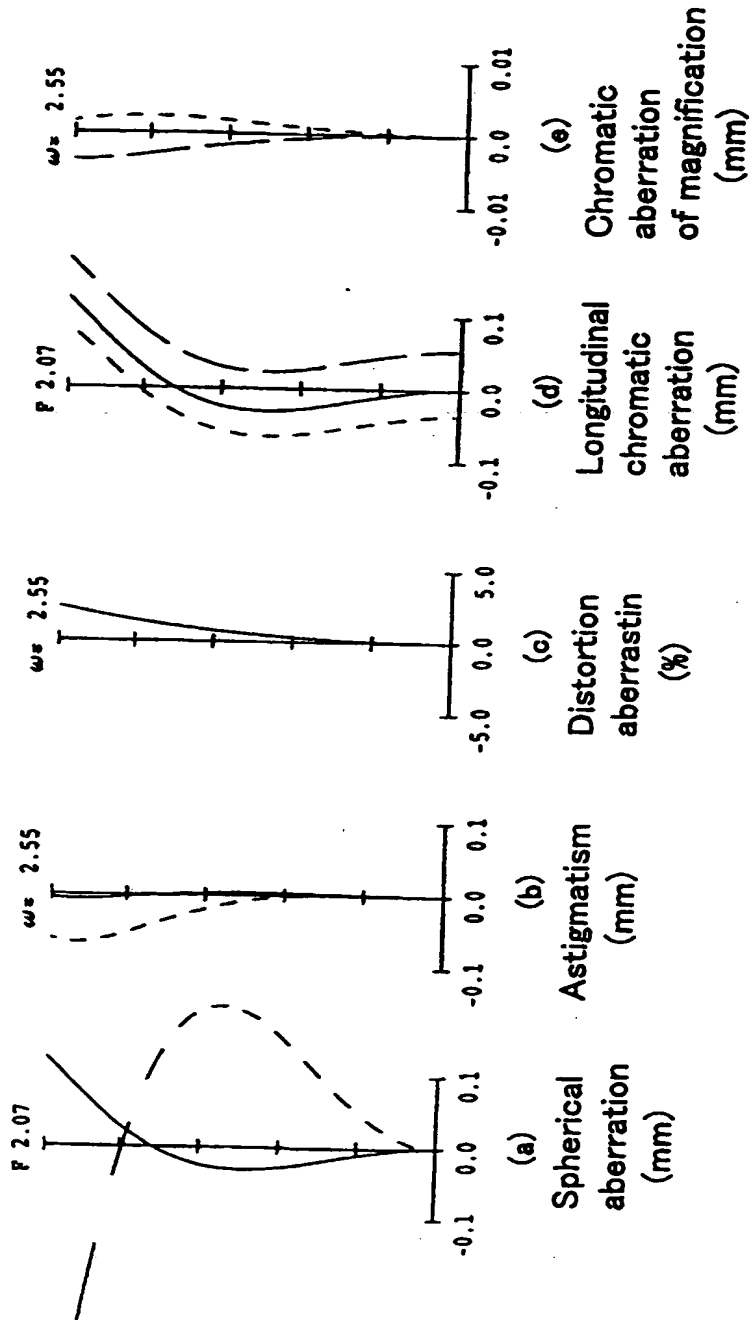 F 2.07
-0.1 0.0 0.1
(a)
Spherical
aberration
(mm)
ω= 2.55
-0.1 0.0 0.1
(b)
Astigmatism
(mm)
ω= 2.55
-5.0 0.0 5.0
(c)
Distortion
aberrastin
(%)
F 2.07
-0.1 0.0 0.1
(d)
Longitudinal
chromatic
aberration
(mm)
ω= 2.55
-0.01 0.0 0.01
(e)
Chromatic
aberration
of magnification
(mm)